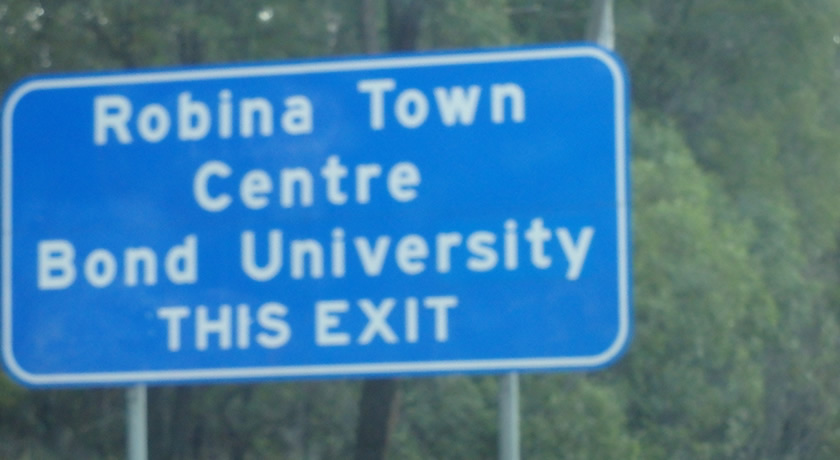 Robina Town
Centre
Bond University
THIS EXIT